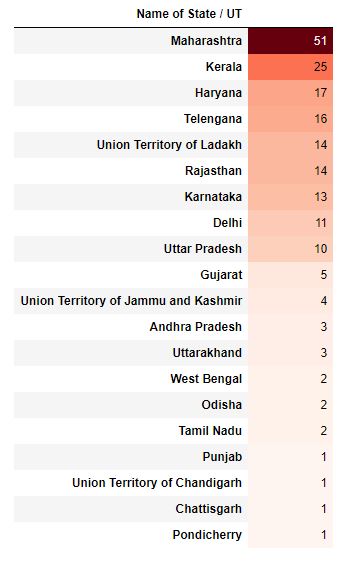 Name of State / UT
Maharashtra 51
Kerala 25
Haryana 17
Telengana 16
Union Territory of Ladakh 14
Rajasthan 14
Karnataka 13
Delhi 11
Uttar Pradesh 10
Gujarat 5
Union Territory of Jammu and Kashmir 4
Andhra Pradesh 3
Uttarakhand 3
West Bengal 2
Odisha 2
Tamil Nadu 2
Punjab 1
Union Territory of Chandigarh 1
Chattisgarh 1
Pondicherry 1